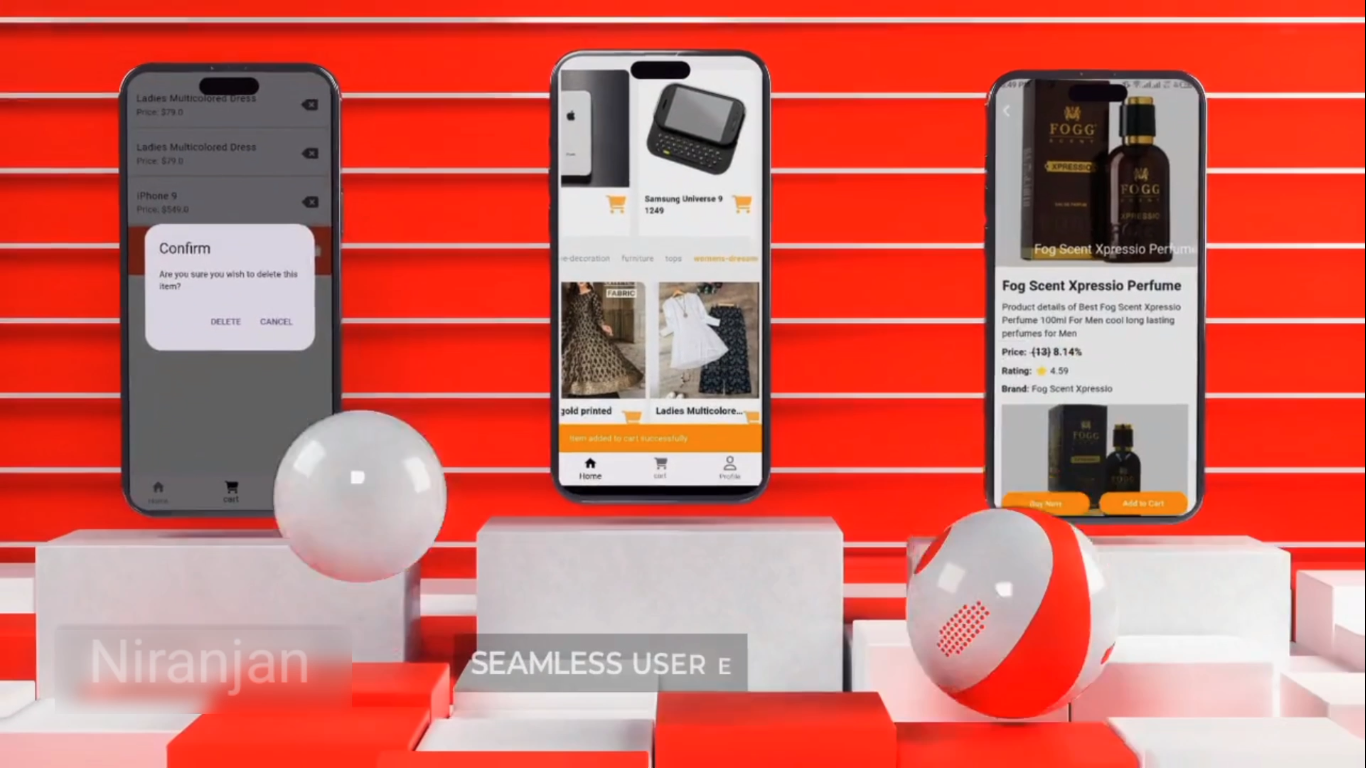 Ladies Multicolored Dress
Price: $79.0
Ladies Multicolored Dress
Price: $79.0
iPhone 9
Price: $549.0
Confirm
Are you sure you wish to delete this
item?
DELETE CANCEL
Home cart
Samsung Universe 9
1249
e-decoration furniture tops womens-dresses
FABRIC
gold printed
Ladies Multicolore...
Item added to cart successfully
Home cart Profile
FOGG
SCENT
XPRESSIO
FOGG
SCENT
XPRESSIO
Fog Scent Xpressio Perfume
Fog Scent Xpressio Perfume
Product details of Best Fog Scent Xpressio
Perfume 100ml For Men cool long lasting
perfumes for Men
Price: (13) 8.14%
Rating: 4.59
Brand: Fog Scent Xpressio
FOGG
FOGG
Buy Now Add to Cart
Niranjan
SEAMLESS USER E